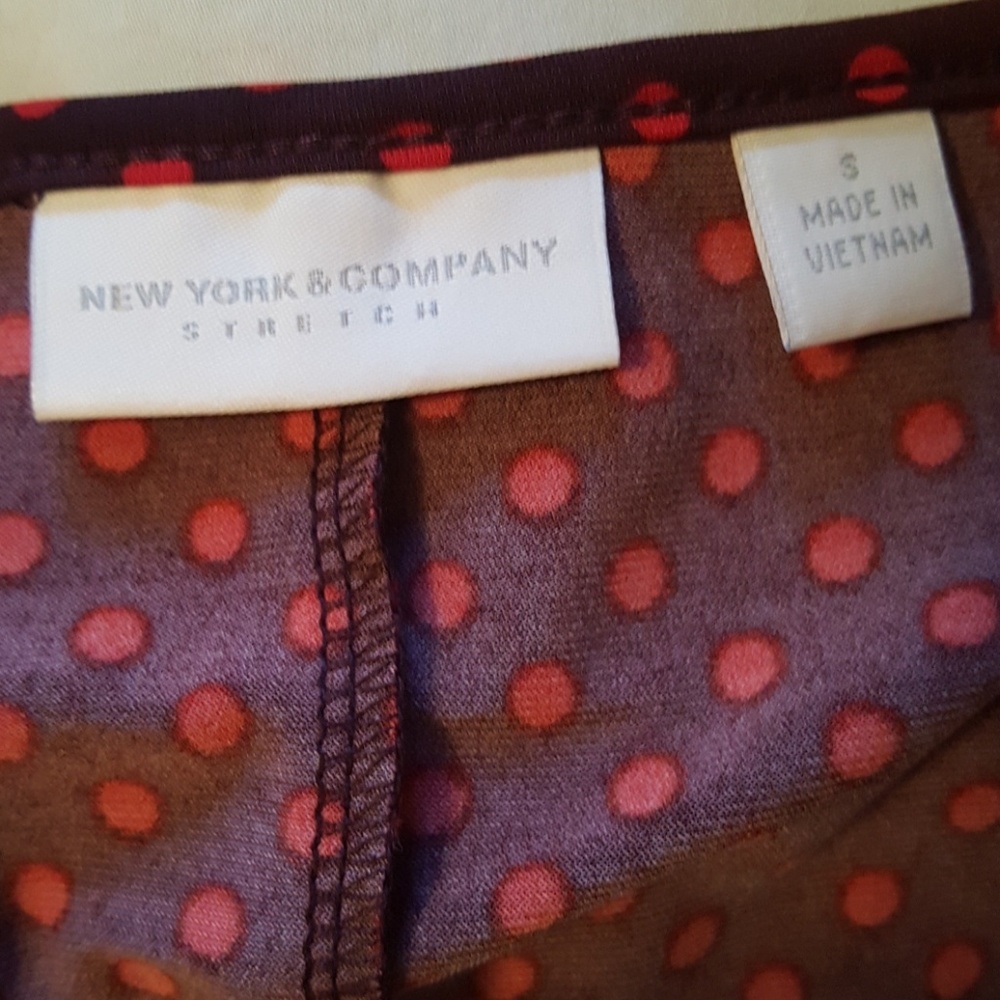 NEW YORK & COMPANY
STRETCH
S
MADE IN
VIETNAM